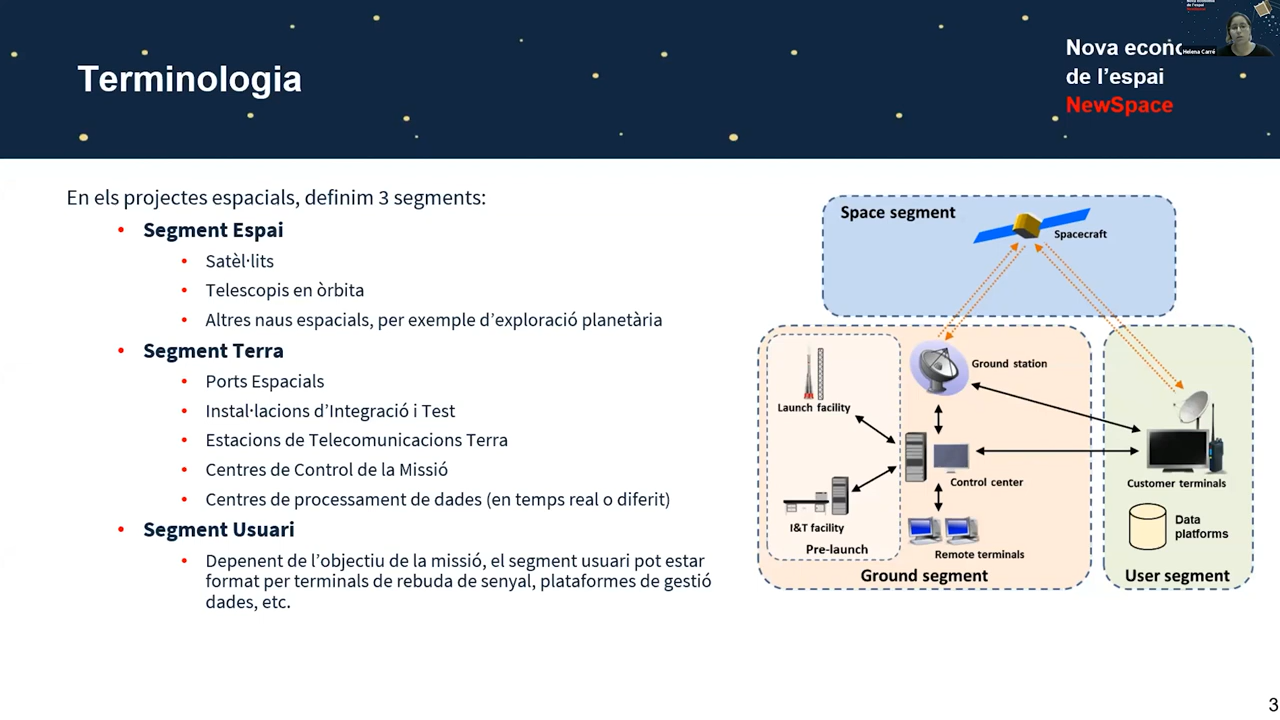 Terminologia
Nova econo
de l’espai
NewSpace
Helena Carré
En els projectes espacials, definim 3 segments:
• Segment Espai
• Satèl·lits
• Telescopis en òrbita
• Altres naus espacials, per exemple d’exploració planetària
• Segment Terra
• Ports Espacials
• Instal·lacions d’Integració i Test
• Estacions de Telecomunicacions Terra
• Centres de Control de la Missió
• Centres de processament de dades (en temps real o diferit)
• Segment Usuari
• Depenent de l’objectiu de la missió, el segment usuari pot estar
format per terminals de rebuda de senyal, plataformes de gestió
dades, etc.
Space segment
Spacecraft
Ground station
Launch facility
Control center
I&T facility
Pre-launch
Remote terminals
Ground segment
Customer terminals
Data
platforms
User segment
3